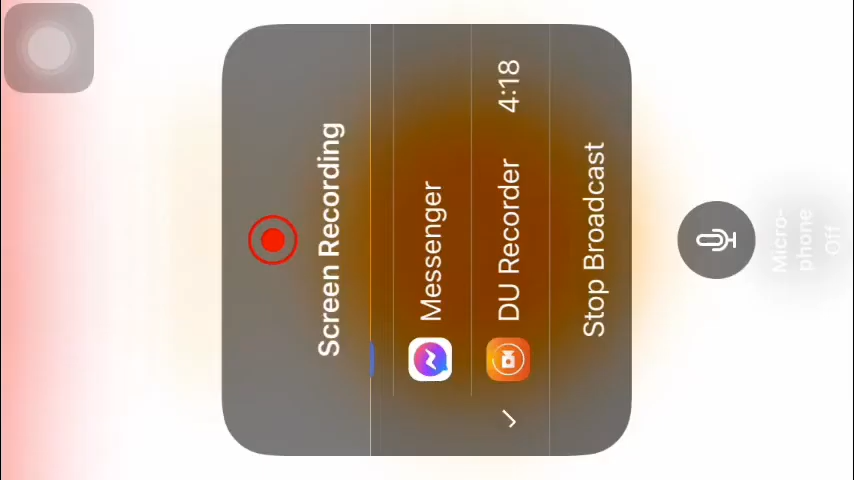 Screen Recording
Messenger
DU Recorder 4:18
Stop Broadcast
Micro-
phone
Off